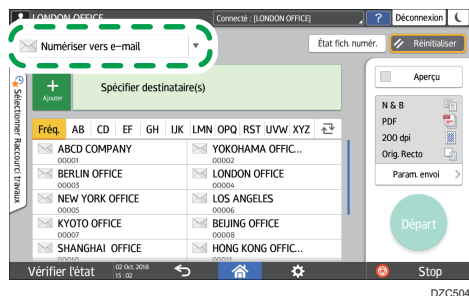 LONDON OFFICE
Connecté : [LONDON OFFICE]
?
Déconnexion
Numériser vers e-mail
État fich. numér.
Réinitialiser
Sélectionner Raccourci travaux
+
Ajouter
Spécifier destinataire(s)
Aperçu
N & B
PDF
200 dpi
Orig. Recto
Param. envoi
Départ
Fréq. AB CD EF GH IJK LMN OPQ RST UVW XYZ
ABCD COMPANY
00001
YOKOHAMA OFFIC...
00002
BERLIN OFFICE
00003
LONDON OFFICE
00004
NEW YORK OFFICE
00005
LOS ANGELES
00006
KYOTO OFFICE
00007
BEIJING OFFICE
00008
SHANGHAI OFFICE
HONG KONG OFFIC...
Vérifier l'état
02 Oct. 2018
15 : 02
Stop
DZC504